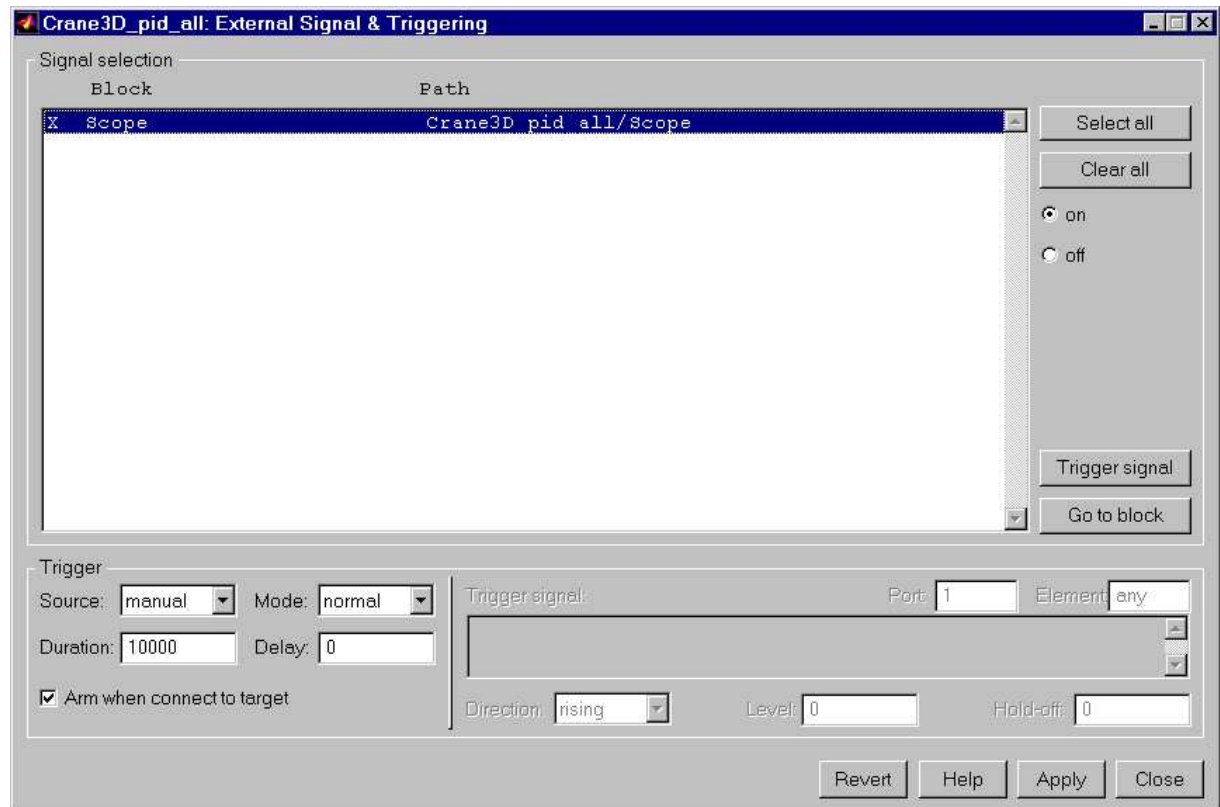 Crane3D_pid_all: External Signal & Triggering
Signal selection
Block Path
X Scope Crane3D pid all/Scope
Select all
Clear all
on
off
Trigger signal
Go to block
Trigger
Source: manual Mode: normal
Duration: 10000 Delay: 0
Arm when connect to target
Trigger signal: Port: 1 Element: any
Direction: rising Level: 0 Hold-off: 0
Revert Help Apply Close